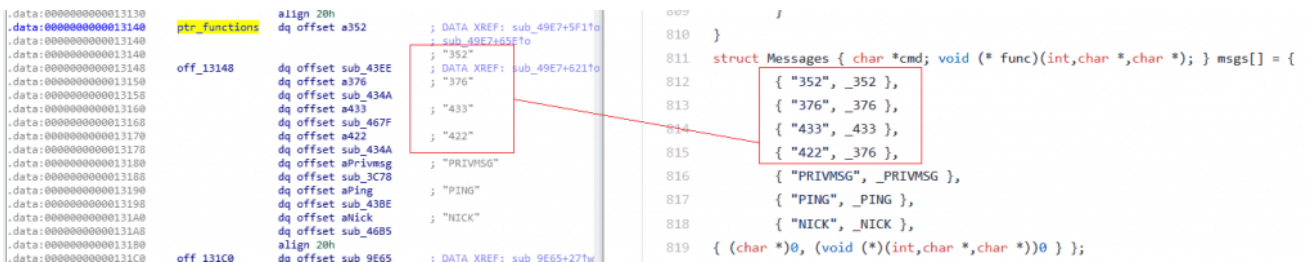 .data:0000000000013130 align 20h
.data:0000000000013140 ptr_functions dq offset a352 ; DATA XREF: sub_49E7+5F1↑o
.data:0000000000013140 ; sub_49E7+65E↑o
.data:0000000000013140 ; "352"
.data:0000000000013148 off_13148 dq offset sub_43EE ; DATA XREF: sub_49E7+621↑o
.data:0000000000013150 dq offset a376 ; "376"
.data:0000000000013158 dq offset sub_434A
.data:0000000000013160 dq offset a433 ; "433"
.data:0000000000013168 dq offset sub_467F
.data:0000000000013170 dq offset a422 ; "422"
.data:0000000000013178 dq offset sub_434A
.data:0000000000013180 dq offset aPrivmsg ; "PRIVMSG"
.data:0000000000013188 dq offset sub_3C78
.data:0000000000013190 dq offset aPing ; "PING"
.data:0000000000013198 dq offset sub_43BE
.data:00000000000131A0 dq offset aNick ; "NICK"
.data:00000000000131A8 dq offset sub_46B5
.data:00000000000131B0 align 20h
.data:00000000000131C0 off_131C0 dq offset sub_9E65 ; DATA XREF: sub_9E65+27↑w
809 }
810 }
811 struct Messages { char *cmd; void (* func)(int,char *,char *); } msgs[] = {
812 { "352", _352 },
813 { "376", _376 },
814 { "433", _433 },
815 { "422", _376 },
816 { "PRIVMSG", _PRIVMSG },
817 { "PING", _PING },
818 { "NICK", _NICK },
819 { (char *)0, (void (*)(int,char *,char *))0 } };